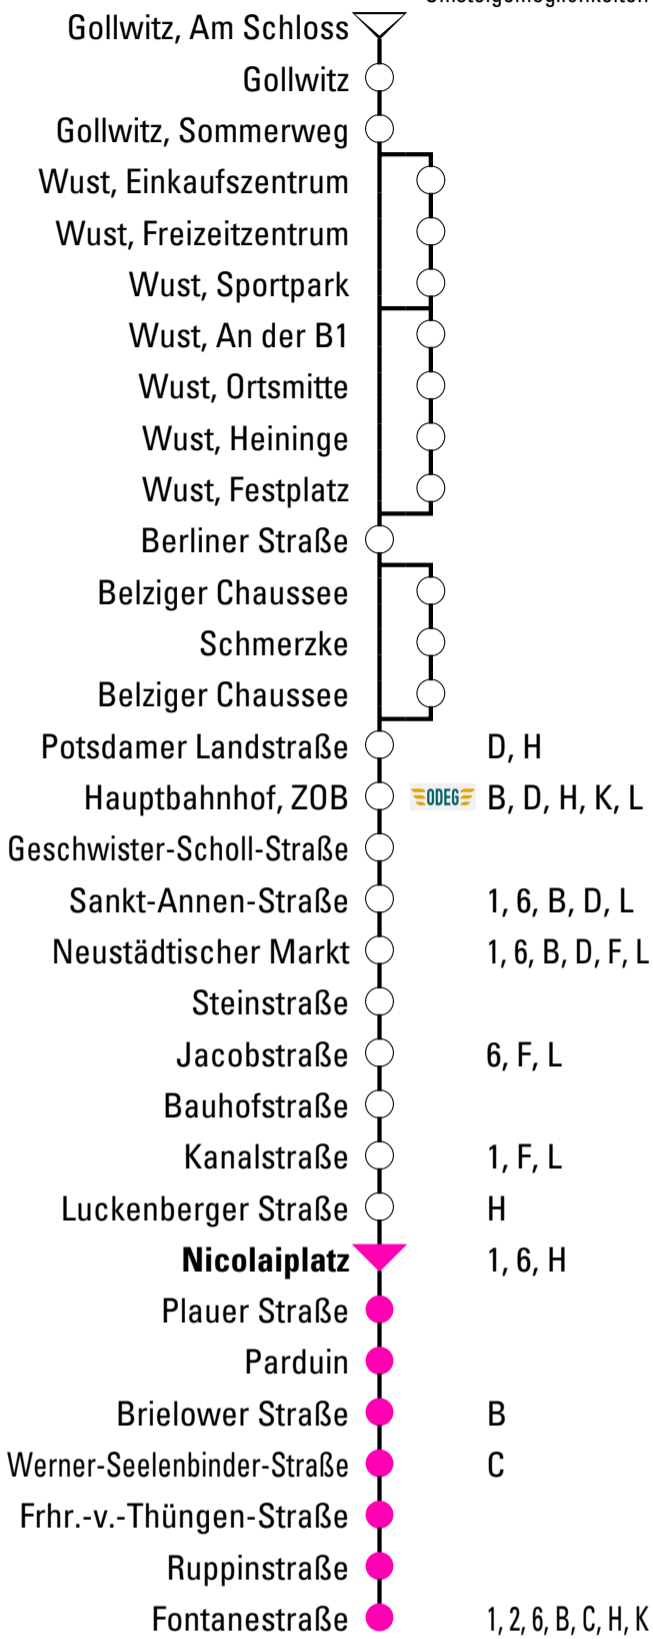 Gollwitz, Am Schloss
Gollwitz
Gollwitz, Sommerweg
Wust, Einkaufszentrum
Wust, Freizeitzentrum
Wust, Sportpark
Wust, An der B1
Wust, Ortsmitte
Wust, Heininge
Wust, Festplatz
Berliner Straße
Belziger Chaussee
Schmerzke
Belziger Chaussee
Potsdamer Landstraße D, H
Hauptbahnhof, ZOB ODEG B, D, H, K, L
Geschwister-Scholl-Straße
Sankt-Annen-Straße 1, 6, B, D, L
Neustädtischer Markt 1, 6, B, D, F, L
Steinstraße
Jacobstraße 6, F, L
Bauhofstraße
Kanalstraße 1, F, L
Luckenberger Straße H
Nicolaiplatz 1, 6, H
Plauer Straße
Parduin
Brielower Straße B
Werner-Seelenbinder-Straße C
Frhr.-v.-Thüngen-Straße
Ruppinstraße
Fontanestraße 1, 2, 6, B, C, H, K